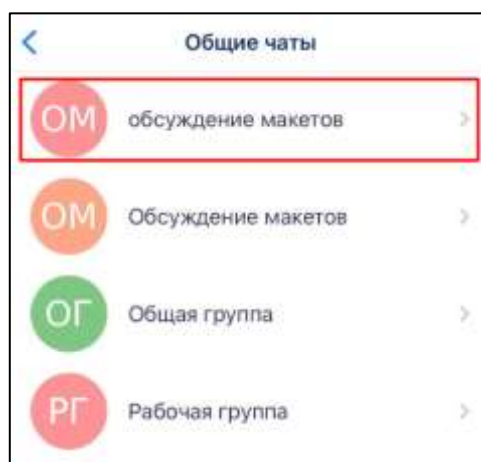 Общие чаты
ОМ обсуждение макетов
ОМ Обсуждение макетов
ОГ Общая группа
РГ Рабочая группа